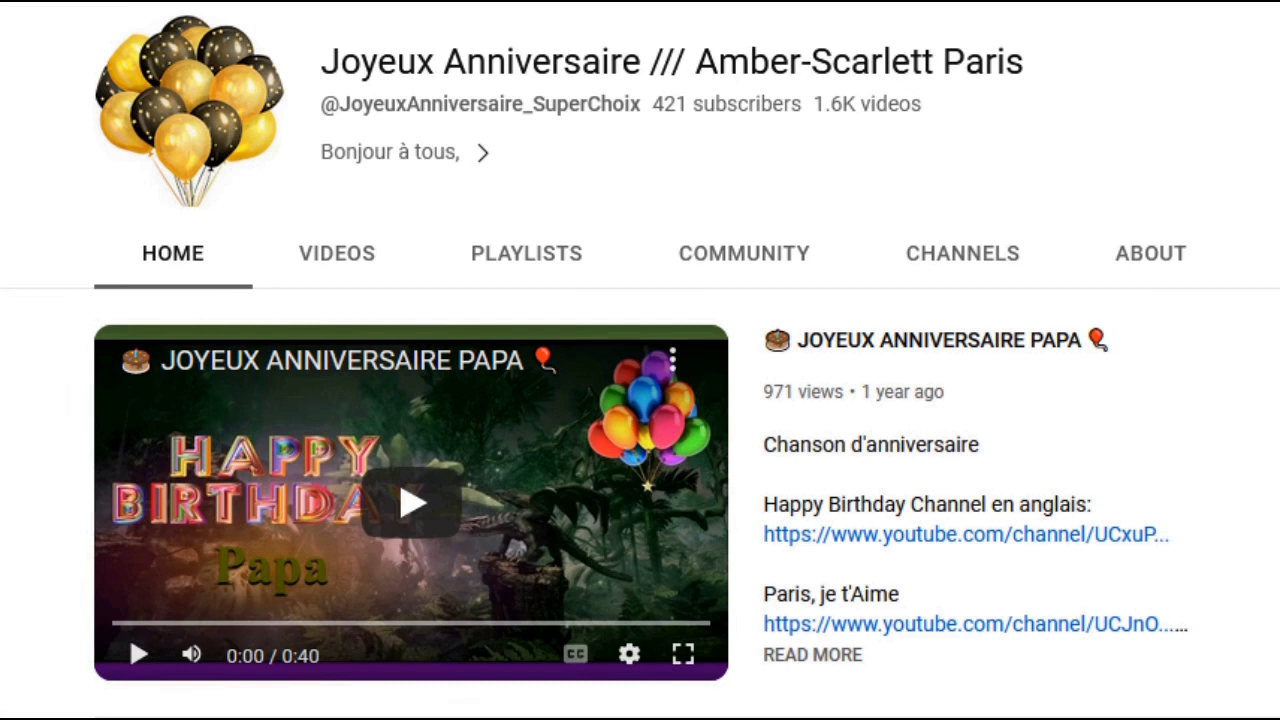 Joyeux Anniversaire /// Amber-Scarlett Paris
@JoyeuxAnniversaire_SuperChoix 421 subscribers 1.6K videos
Bonjour à tous,
HOME VIDEOS PLAYLISTS COMMUNITY CHANNELS ABOUT
JOYEUX ANNIVERSAIRE PAPA
HAPPY
BIRTHDAY
Papa
0:00 / 0:40
CC
JOYEUX ANNIVERSAIRE PAPA
971 views • 1 year ago
Chanson d'anniversaire
Happy Birthday Channel en anglais:
https://www.youtube.com/channel/UCxuP...
Paris, je t'Aime
https://www.youtube.com/channel/UCJnO......
READ MORE